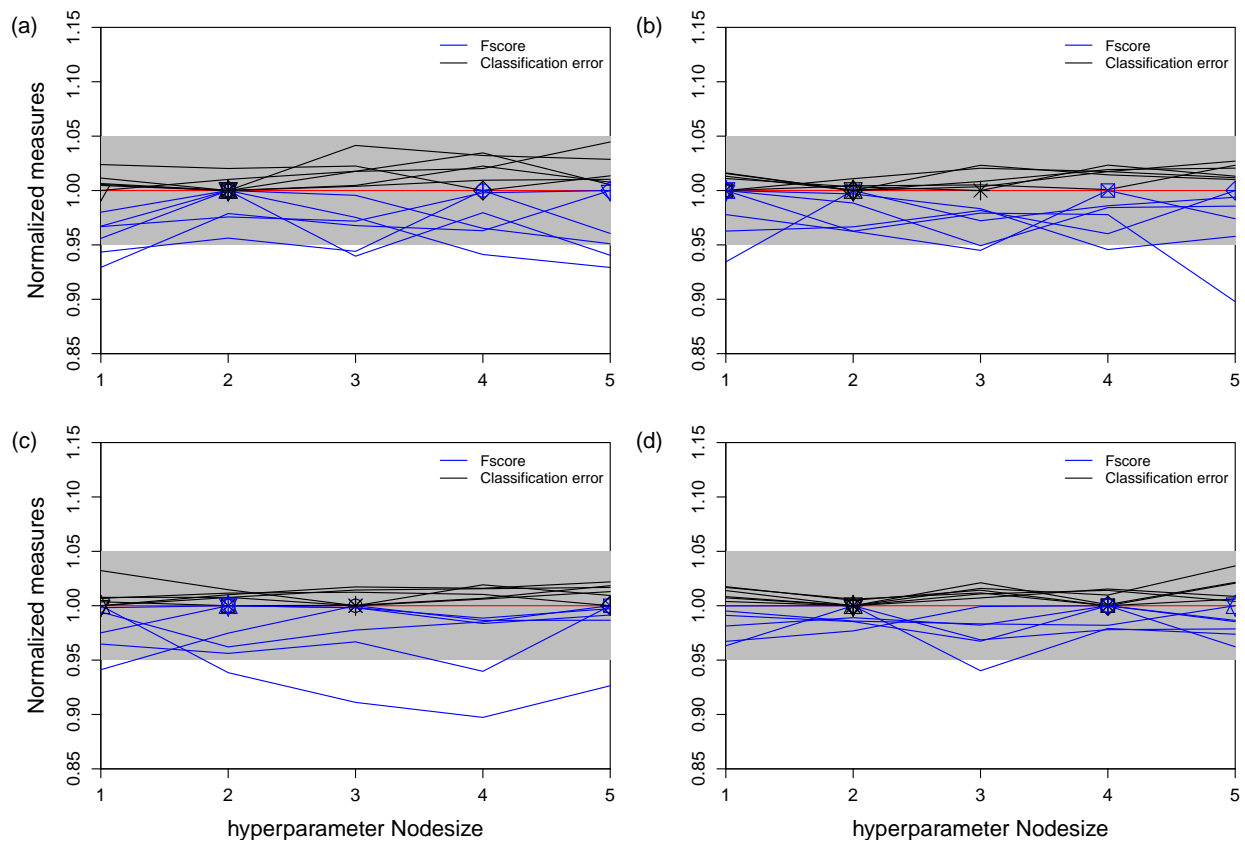 (a)
Normalized measures
1.15
1.10
1.05
1.00
0.95
0.90
0.85
Fscore
Classification error
1 2 3 4 5
(b)
1.15
1.10
1.05
1.00
0.95
0.90
0.85
Fscore
Classification error
1 2 3 4 5
(c)
Normalized measures
1.15
1.10
1.05
1.00
0.95
0.90
0.85
Fscore
Classification error
1 2 3 4 5
hyperparameter Nodesize
(d)
1.15
1.10
1.05
1.00
0.95
0.90
0.85
Fscore
Classification error
1 2 3 4 5
hyperparameter Nodesize